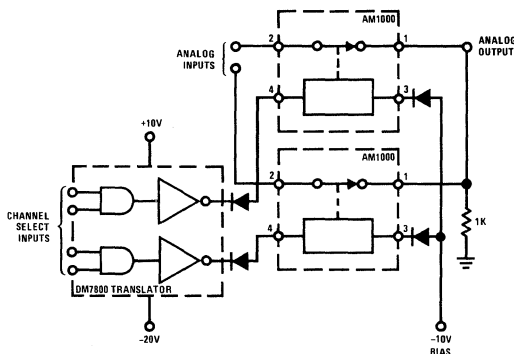 AM1000
ANALOG
INPUTS
2
1
ANALOG
OUTPUT
4
3
+10V
AM1000
2
1
CHANNEL
SELECT
INPUTS
4
3
1K
DM7800 TRANSLATOR
-20V
-10V
BIAS